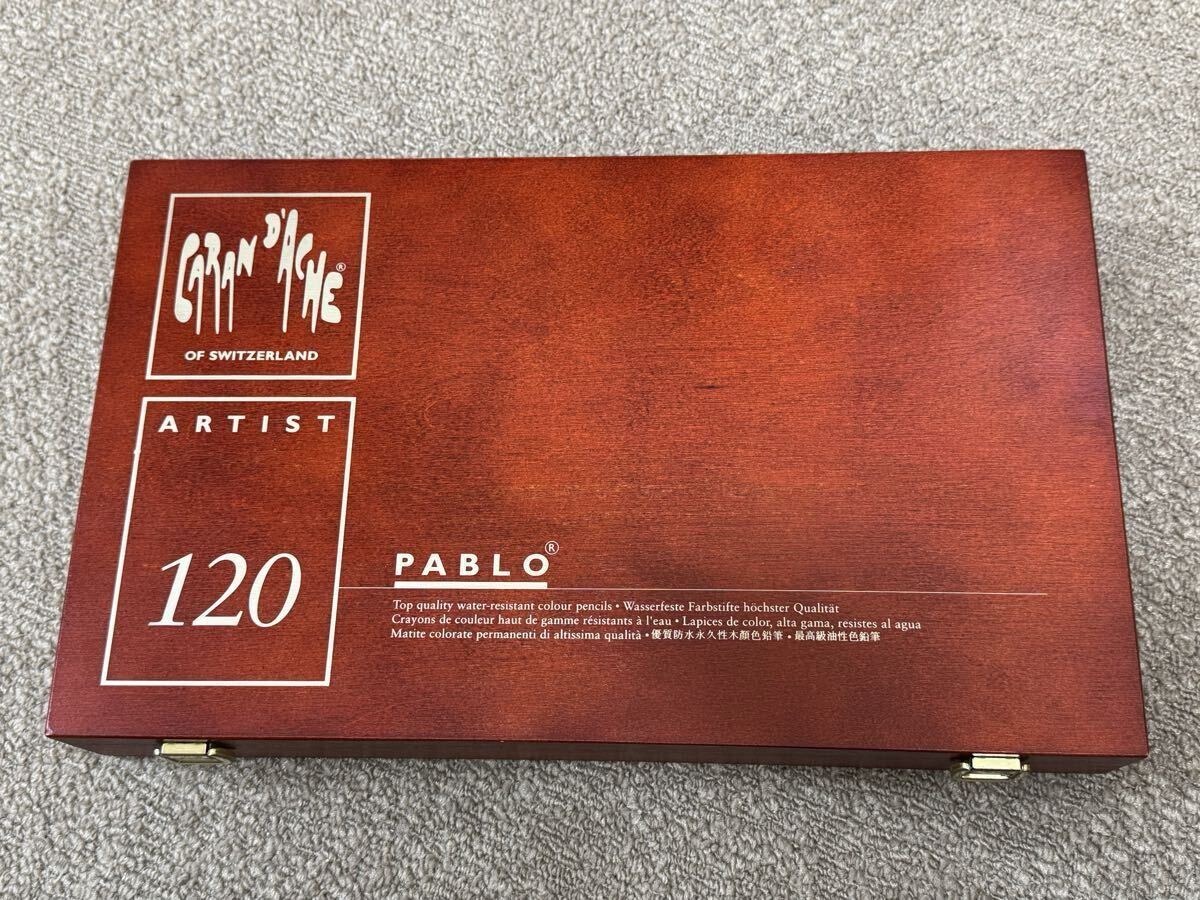 CARAN D'ACHE®
OF SWITZERLAND
ARTIST
120
PABLO®
Top quality water-resistant colour pencils • Wasserfeste Farbstifte höchster Qualität
Crayons de couleur haut de gamme résistants à l'eau • Lapices de color, alta gama, resistes al agua
Matite colorate permanenti di altissima qualità • 優質防水永久性木顏色鉛筆 • 最高級油性色鉛筆